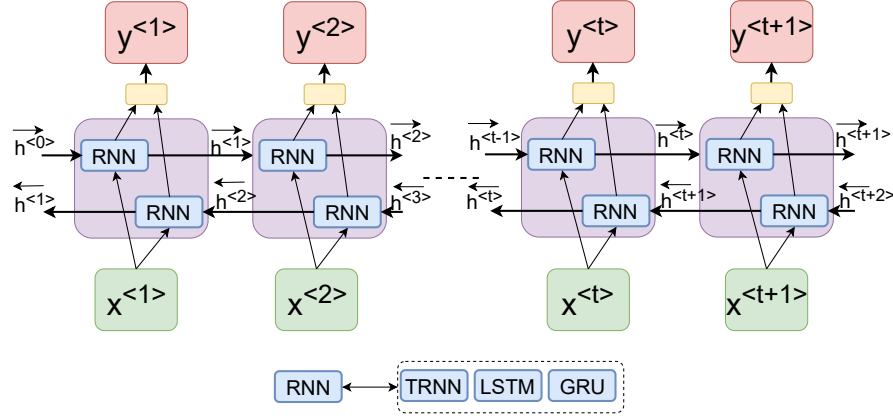 y<1> y<2> y<t> y<t+1>
h<0> h<1> h<2> h<t-1> h<t> h<t+1>
RNN RNN RNN RNN
h<1> h<2> h<3> h<t> h<t+1> h<t+2>
RNN RNN RNN RNN
x<1> x<2> x<t> x<t+1>
RNN TRNN LSTM GRU